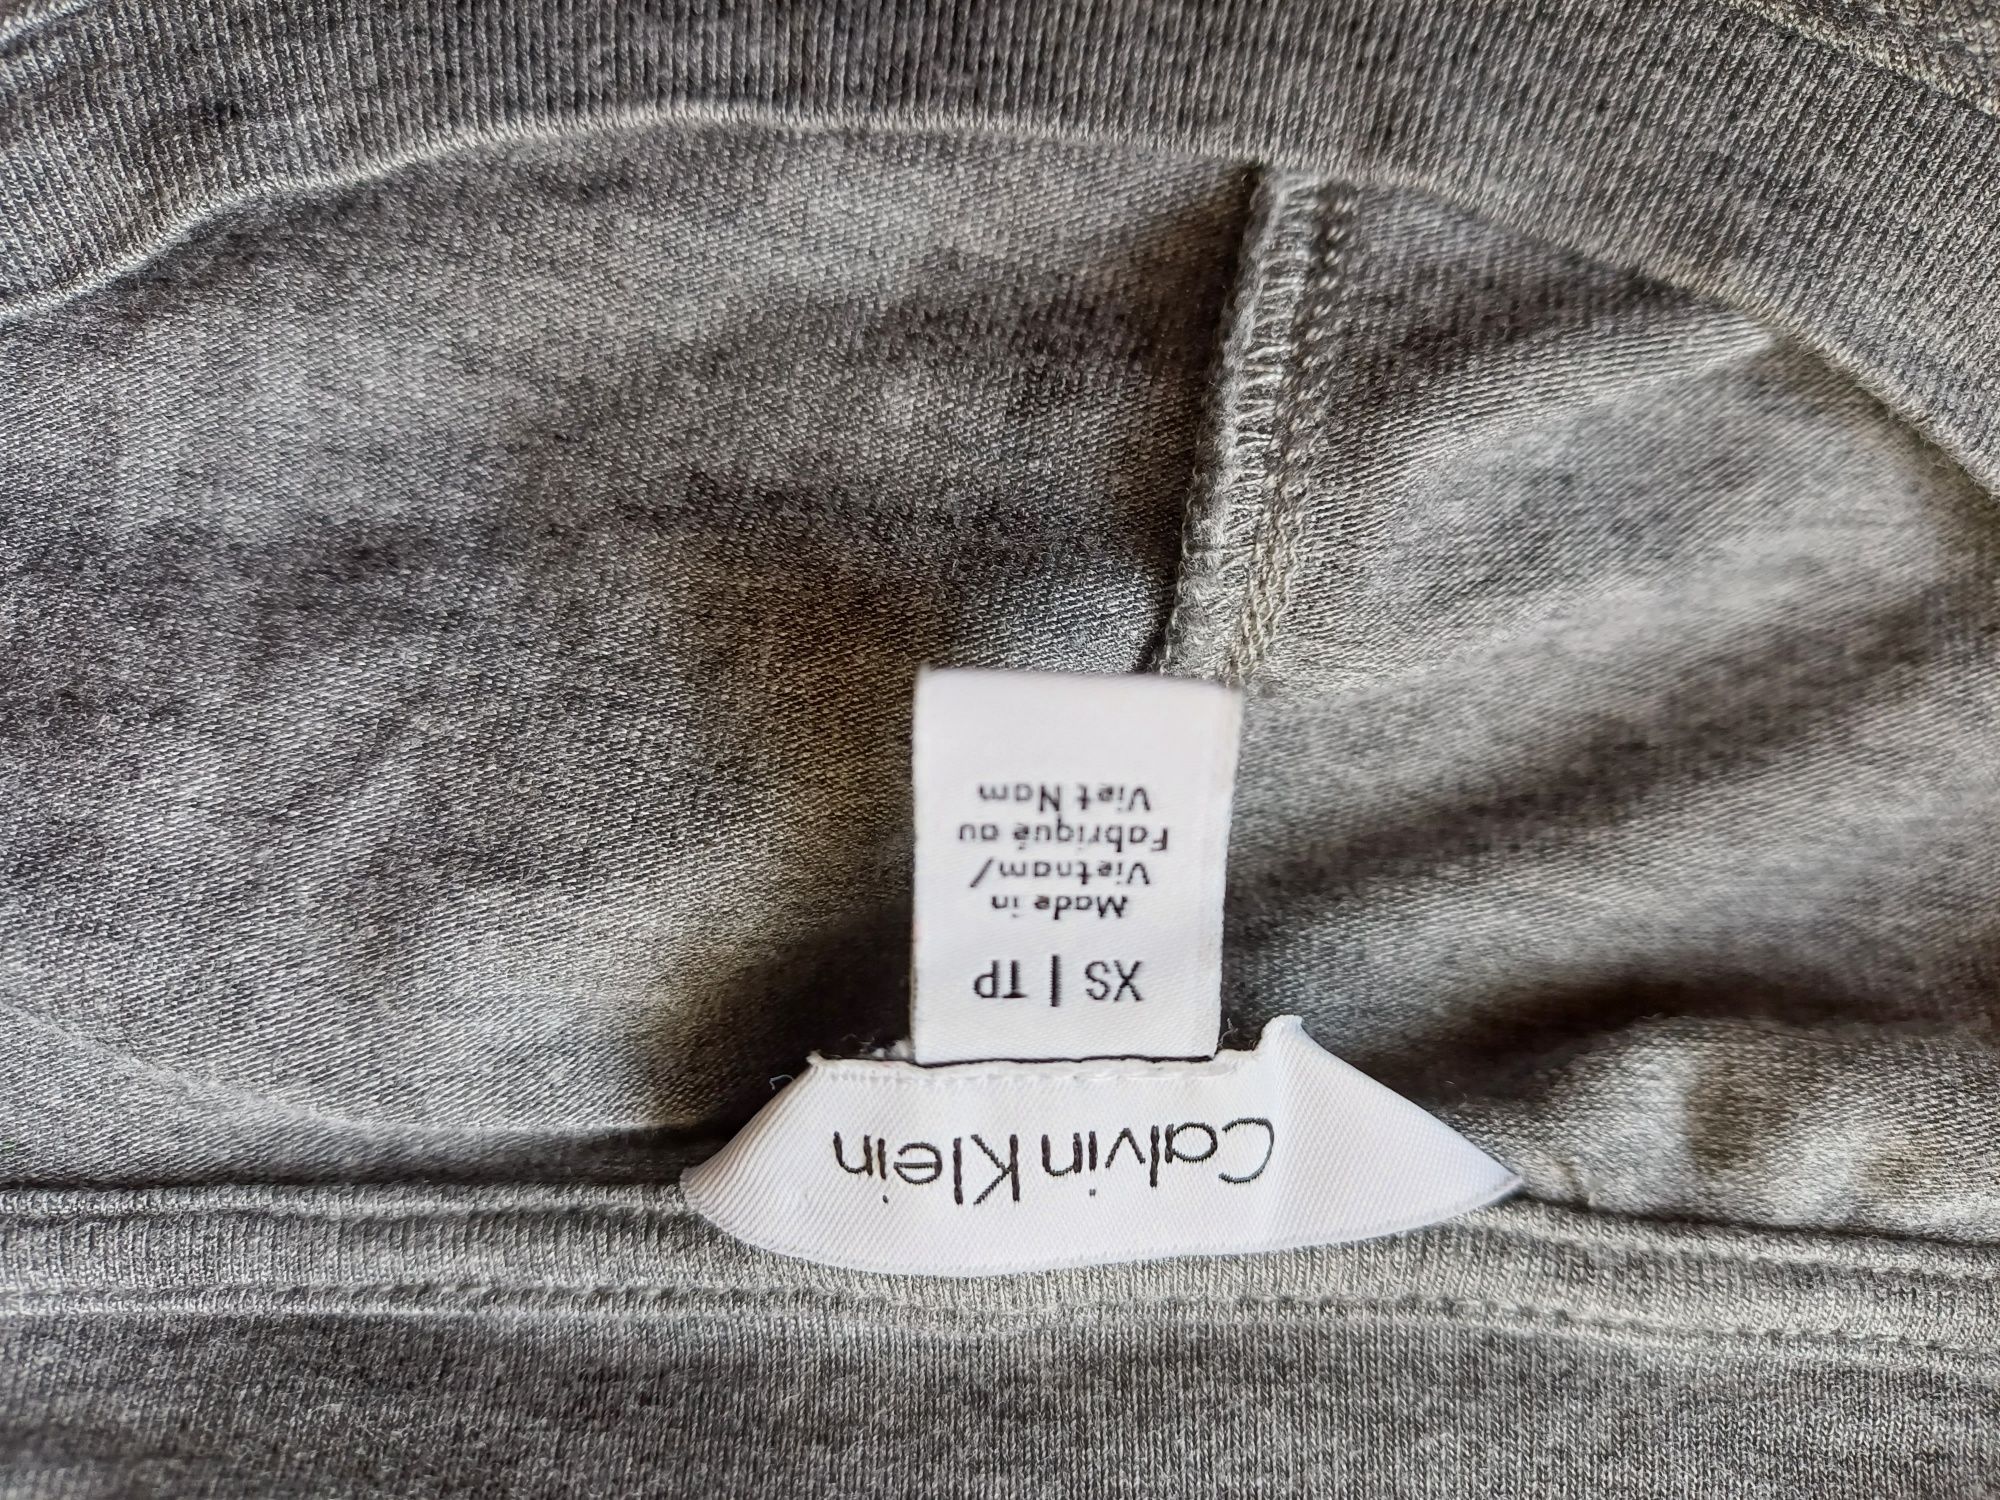 Calvin Klein
XS | TP
Made in
Vietnam/
Fabriqué au
Viet Nam